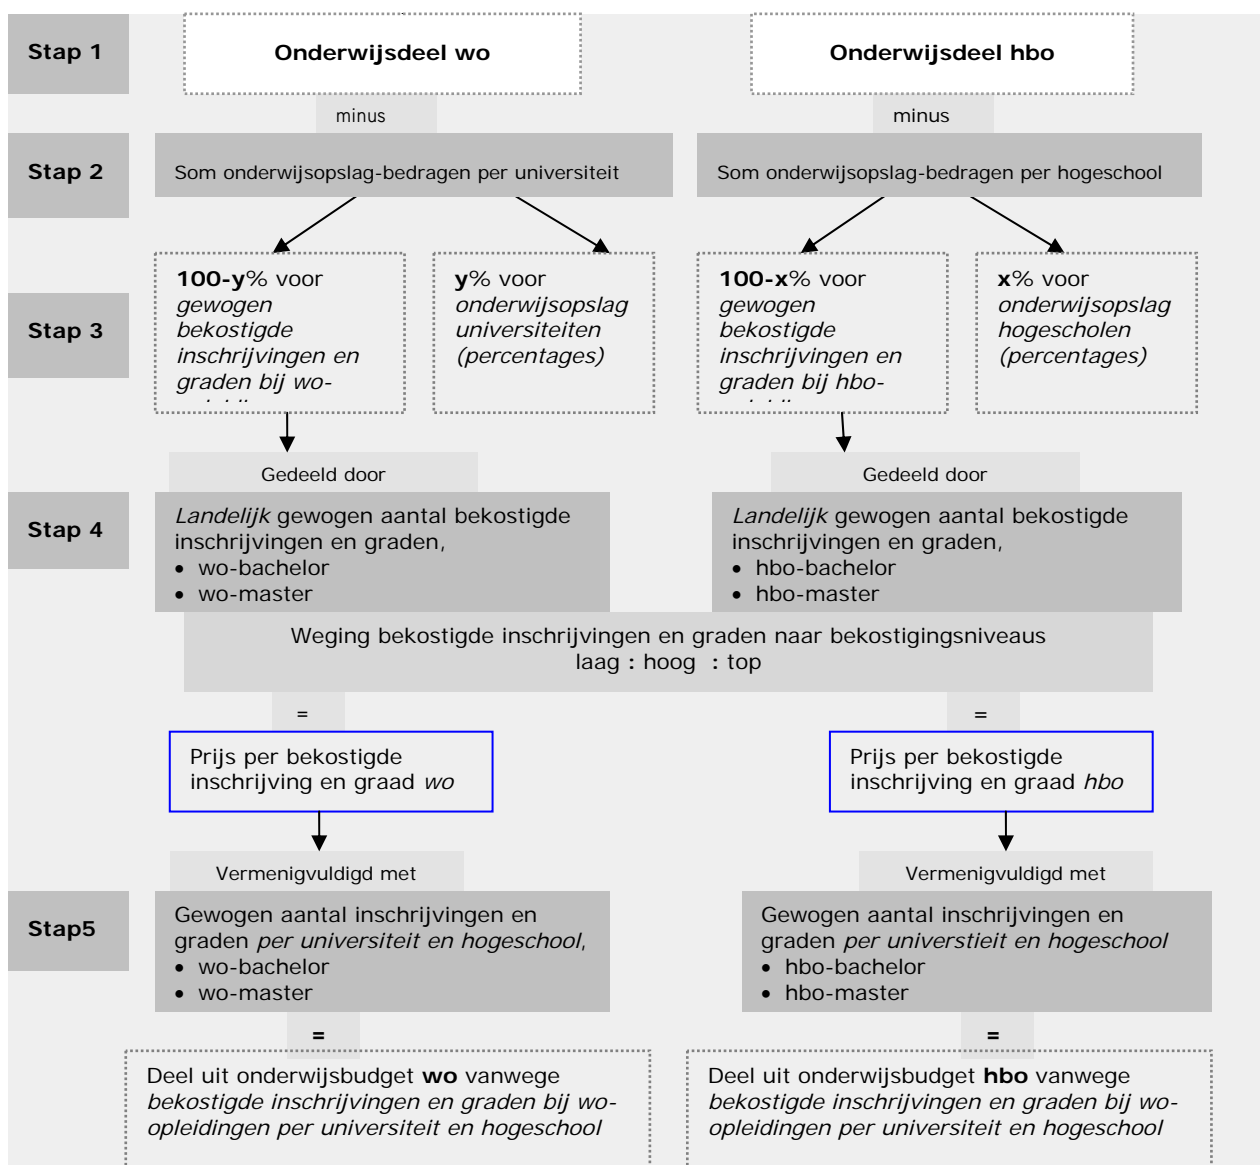 Stap 1
Onderwijsdeel wo
Onderwijsdeel hbo
minus
minus
Stap 2
Som onderwijsopslag-bedragen per universiteit
Som onderwijsopslag-bedragen per hogeschool
Stap 3
100-y% voor
gewogen
bekostigde
inschrijvingen en
graden bij wo-
y% voor
onderwijsopslag
universiteiten
(percentages)
100-x% voor
gewogen
bekostigde
inschrijvingen en
graden bij hbo-
x% voor
onderwijsopslag
hogescholen
(percentages)
Gedeeld door
Gedeeld door
Stap 4
Landelijk gewogen aantal bekostigde
inschrijvingen en graden,
• wo-bachelor
• wo-master
Landelijk gewogen aantal bekostigde
inschrijvingen en graden,
• hbo-bachelor
• hbo-master
Weging bekostigde inschrijvingen en graden naar bekostigingsniveaus
laag : hoog : top
=
=
Prijs per bekostigde
inschrijving en graad wo
Prijs per bekostigde
inschrijving en graad hbo
Vermenigvuldigd met
Vermenigvuldigd met
Stap5
Gewogen aantal inschrijvingen en
graden per universiteit en hogeschool,
• wo-bachelor
• wo-master
Gewogen aantal inschrijvingen en
graden per universtieit en hogeschool
• hbo-bachelor
• hbo-master
=
=
Deel uit onderwijsbudget wo vanwege
bekostigde inschrijvingen en graden bij wo-
opleidingen per universiteit en hogeschool
Deel uit onderwijsbudget hbo vanwege
bekostigde inschrijvingen en graden bij wo-
opleidingen per universiteit en hogeschool